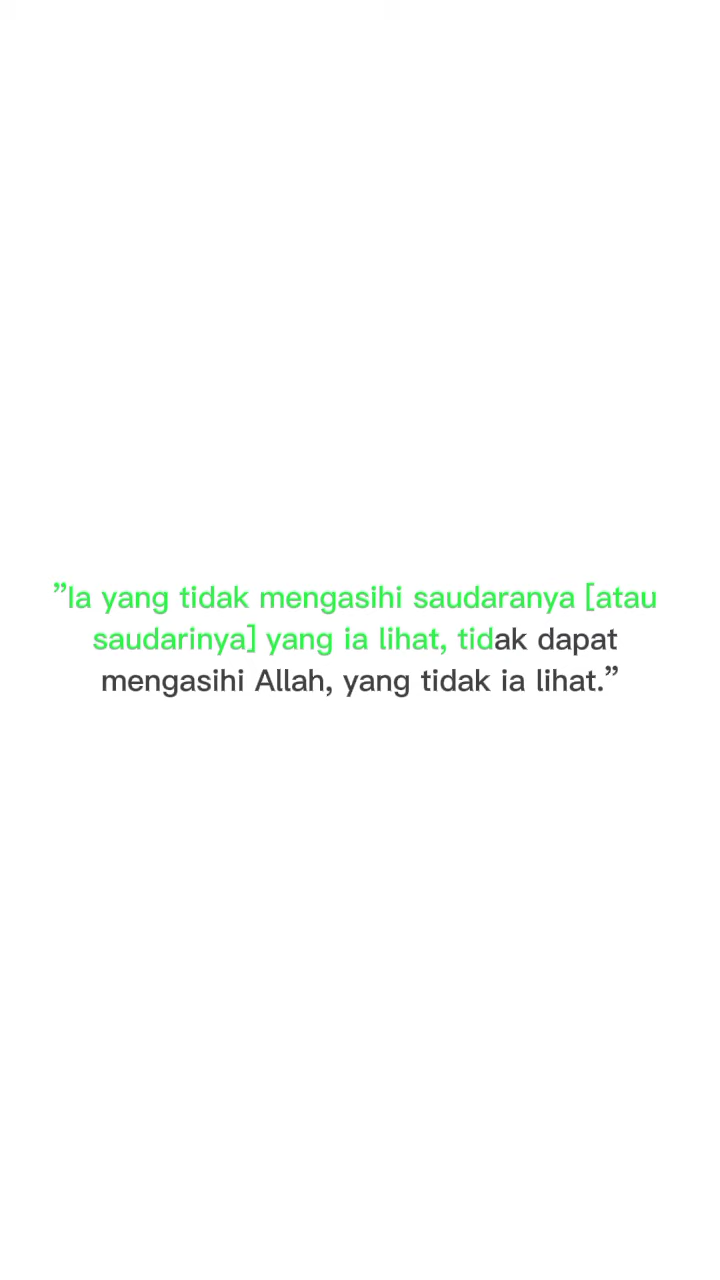 ”Ia yang tidak mengasihi saudaranya [atau
saudarinya] yang ia lihat, tidak dapat
mengasihi Allah, yang tidak ia lihat.”